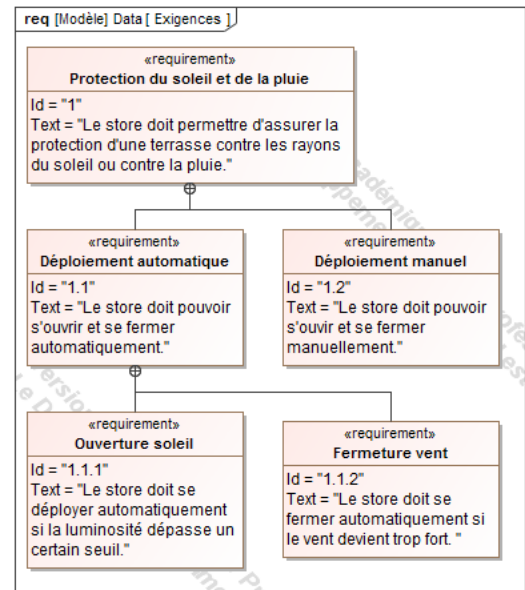 req [Modèle] Data [ Exigences ]
«requirement»
Protection du soleil et de la pluie
Id = "1"
Text = "Le store doit permettre d'assurer la
protection d'une terrasse contre les rayons
du soleil ou contre la pluie."
«requirement»
Déploiement automatique
Id = "1.1"
Text = "Le store doit pouvoir
s'ouvrir et se fermer
automatiquement."
«requirement»
Déploiement manuel
Id = "1.2"
Text = "Le store doit pouvoir
s'ouvir et se fermer
manuellement."
«requirement»
Ouverture soleil
Id = "1.1.1"
Text = "Le store doit se
déployer automatiquement
si la luminosité dépasse un
certain seuil."
«requirement»
Fermeture vent
Id = "1.1.2"
Text = "Le store doit se
fermer automatiquement si
le vent devient trop fort. "